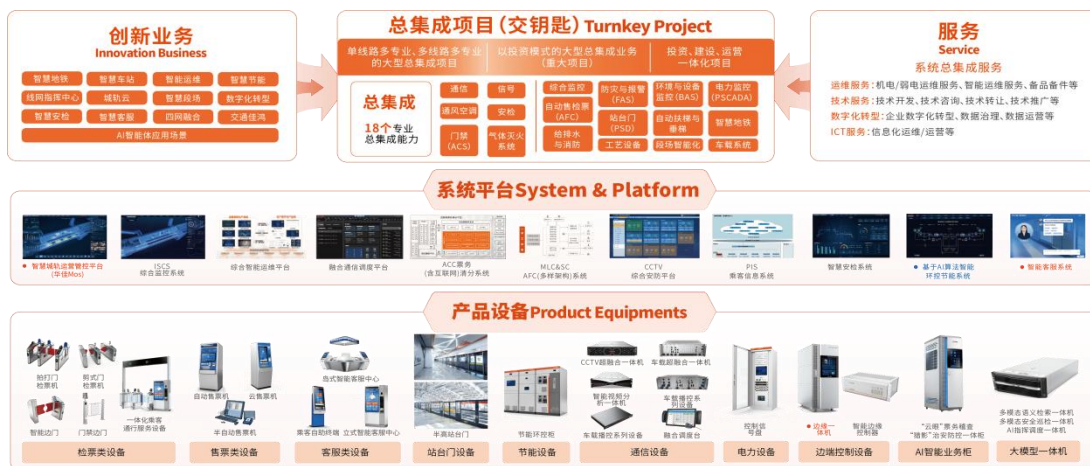 创新业务
Innovation Business
智慧地铁
智慧车站
智能运维
智慧节能
线网指挥中心
城轨云
智慧段场
数字化转型
智慧安检
智慧客服
四网融合
交通佳鸿
AI智能体应用场景
总集成项目（交钥匙）Turnkey Project
单线路多专业、多线路多专业
的大型总集成项目
以投资模式的大型总集成业务
（重大项目）
投资、建设、运营
一体化项目
总集成
18个专业
总集成能力
通信
信号
通风空调
安检
门禁
(ACS)
气体灭火
系统
综合监控
防灾与报警
(FAS)
环境与设备
监控(BAS)
电力监控
(PSCADA)
自动售检票
(AFC)
站台门
(PSD)
自动扶梯与
垂梯
智慧地铁
给排水
与消防
工艺设备
段场智能化
车载系统
服务
Service
系统总集成服务
运维服务：机电/弱电运维服务、智能运维服务、备品备件等
技术服务：技术开发、技术咨询、技术转让、技术推广等
数字化转型：企业数字化转型、数据治理、数据运营等
ICT服务：信息化运维/运营等
系统平台System & Platform
智慧城轨运营管控平台
(华佳Mos)
ISCS
综合监控系统
综合智能运维平台
融合通信调度平台
ACC票务
(含互联网)清分系统
MLC&SC
AFC(多样架构)系统
CCTV
综合安防平台
PIS
乘客信息系统
智慧安检系统
基于AI算法智能
环控节能系统
智能客服系统
产品设备Product Equipments
拍打门
检票机
剪式门
检票机
智能边门
门禁边门
一体化乘客
通行服务设备
检票类设备
自动售票机
云售票机
半自动售票机
售票类设备
岛式智能客服中心
乘客自助终端
立式智能客服中心
客服类设备
半高站台门
站台门设备
节能环控柜
节能设备
CCTV超融合一体机
车载超融合一体机
智能视频分
析一体机
车载播控系
列设备
车载播控系列设备
融合调度台
通信设备
控制信
号盘
电力设备
边缘一
体机
智能边缘
控制器
边端控制设备
“云眼”票务稽查
“猎影”治安防控一体柜
AI智能业务柜
多模态语义检索一体机
多模态安全巡检一体机
AI指挥调度一体机
大模型一体机